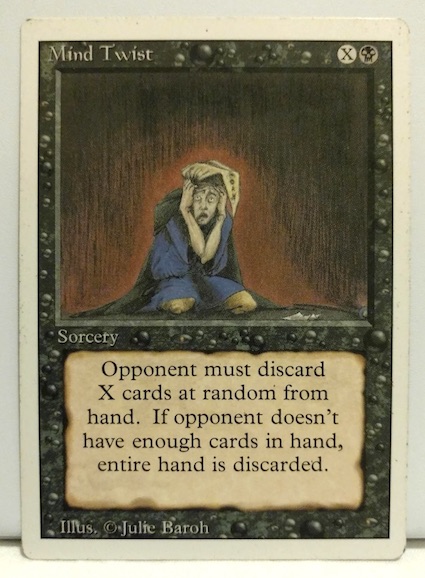 Mind Twist X
Sorcery
Opponent must discard
X cards at random from
hand. If opponent doesn't
have enough cards in hand,
entire hand is discarded.
Illus. © Julie Baroh